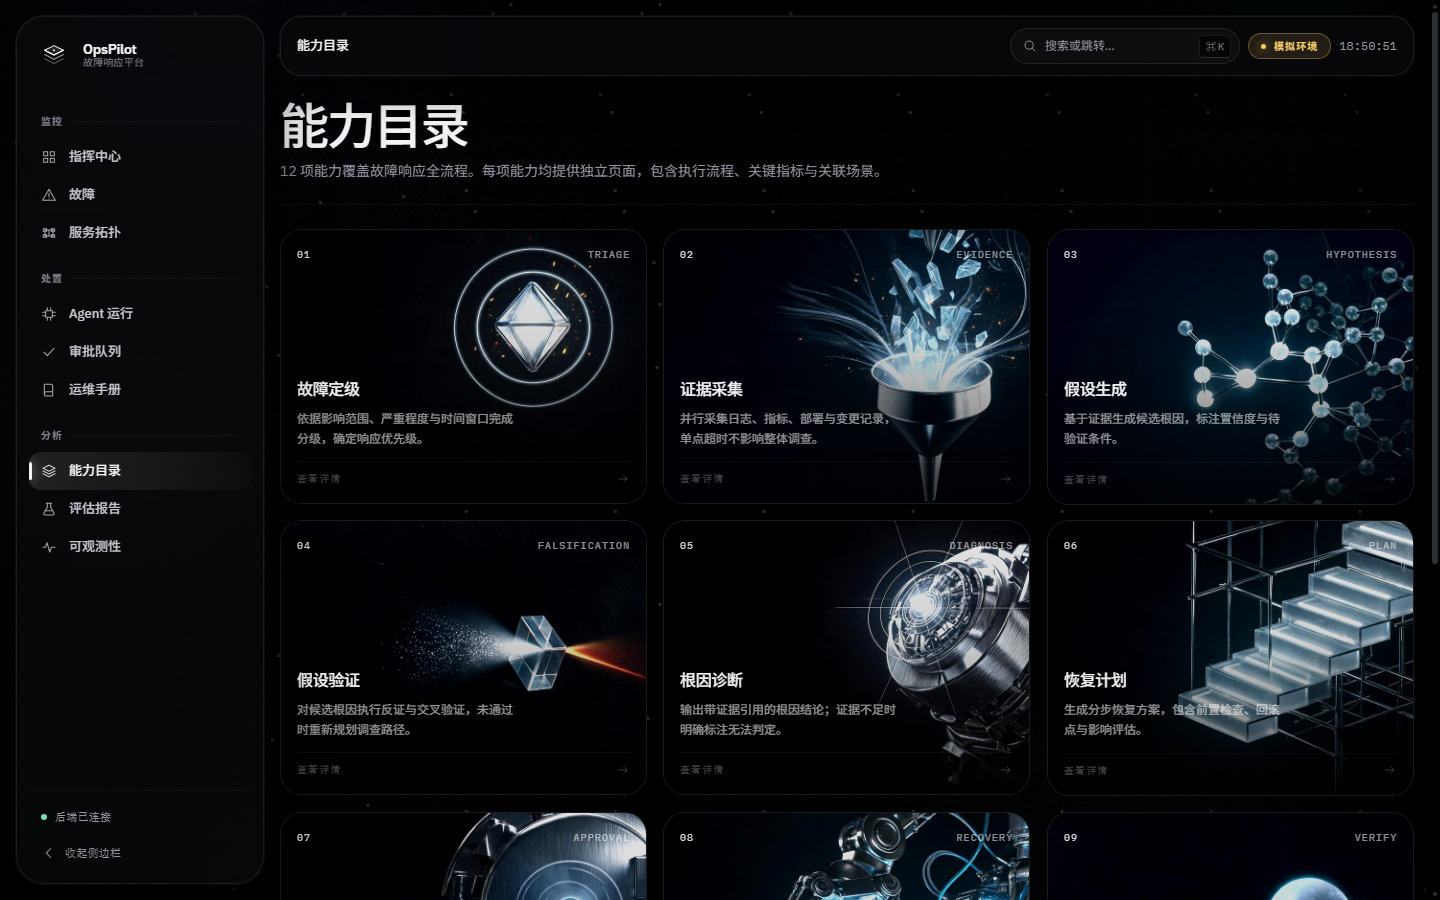 OpsPilot
故障响应平台
监控
指挥中心
故障
服务拓扑
处置
Agent 运行
审批队列
运维手册
分析
能力目录
评估报告
可观测性
后端已连接
收起侧边栏
能力目录
搜索或跳转...
⌘K
模拟环境
18:50:51
能力目录
12 项能力覆盖故障响应全流程。每项能力均提供独立页面，包含执行流程、关键指标与关联场景。
01
TRIAGE
故障定级
依据影响范围、严重程度与时间窗口完成
分级，确定响应优先级。
查看详情
02
EVIDENCE
证据采集
并行采集日志、指标、部署与变更记录，
单点超时不影响整体调查。
查看详情
03
HYPOTHESIS
假设生成
基于证据生成候选根因，标注置信度与待
验证条件。
查看详情
04
FALSIFICATION
假设验证
对候选根因执行反证与交叉验证，未通过
时重新规划调查路径。
查看详情
05
DIAGNOSIS
根因诊断
输出带证据引用的根因结论；证据不足时
明确标注无法判定。
查看详情
06
PLAN
恢复计划
生成分步恢复方案，包含前置检查、回滚
点与影响评估。
查看详情
07
APPROVAL
08
RECOVERY
09
VERIFY